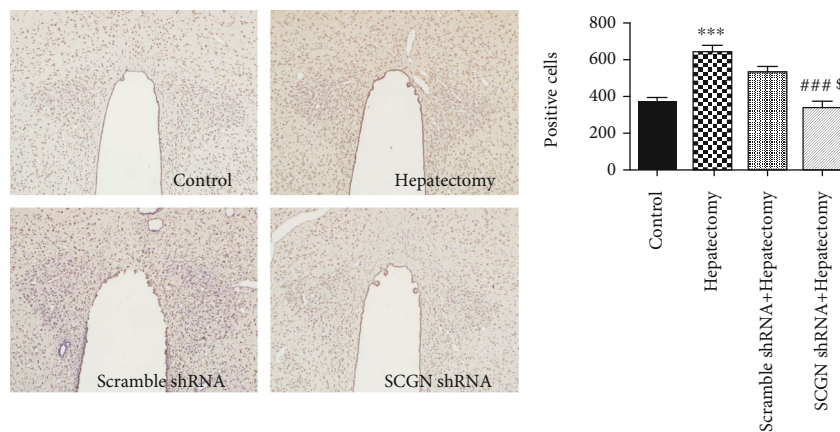 Control
Hepatectomy
Scramble shRNA
SCGN shRNA
Positive cells
800
600
400
200
0
***
### $
Control
Hepatectomy
Scramble shRNA+Hepatectomy
SCGN shRNA+Hepatectomy